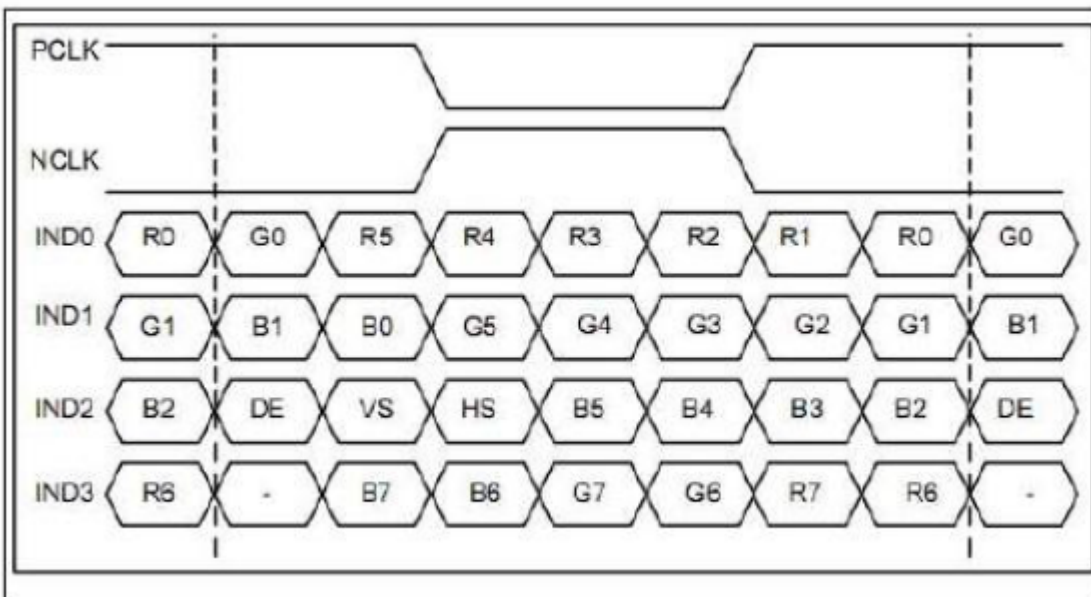 PCLK
NCLK
IND0 R0 G0 R5 R4 R3 R2 R1 R0 G0
IND1 G1 B1 B0 G5 G4 G3 G2 G1 B1
IND2 B2 DE VS HS B5 B4 B3 B2 DE
IND3 R6 - B7 B6 G7 G6 R7 R6 -